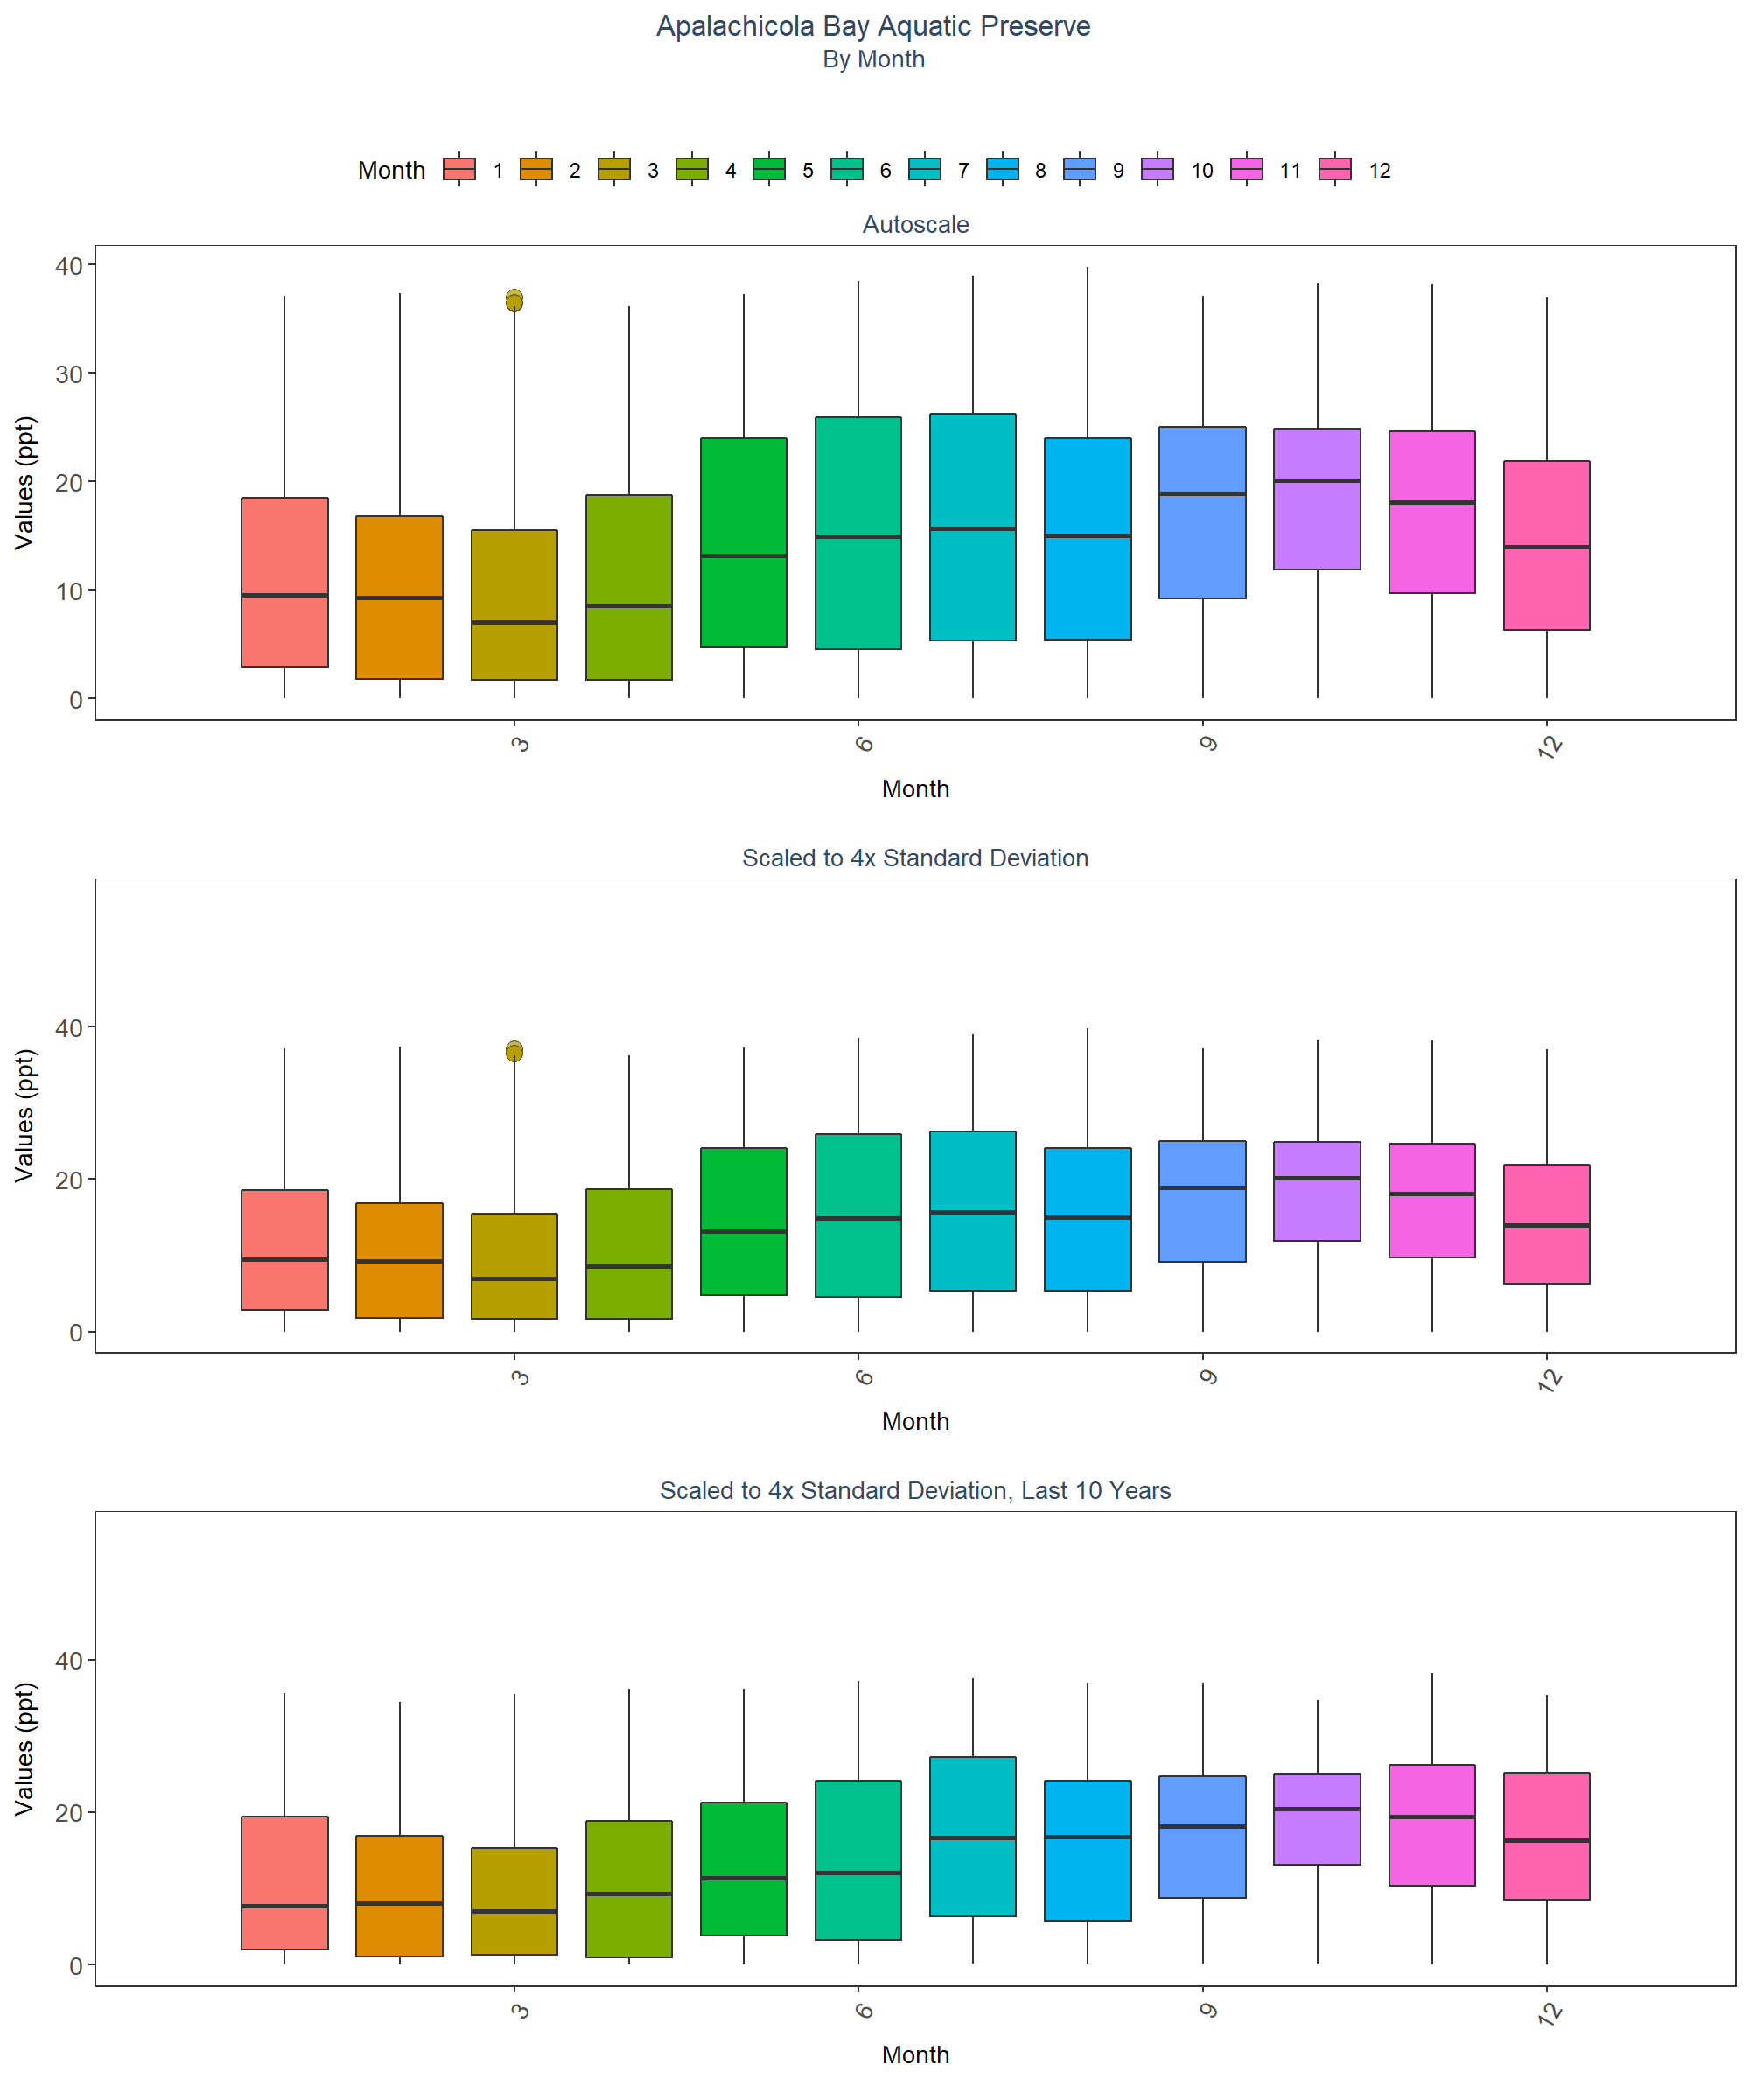 Apalachicola Bay Aquatic Preserve
By Month
Month 1 2 3 4 5 6 7 8 9 10 11 12
Autoscale
Values (ppt)
40
30
20
10
0
3 6 9 12
Month
Scaled to 4x Standard Deviation
Values (ppt)
40
20
0
3 6 9 12
Month
Scaled to 4x Standard Deviation, Last 10 Years
Values (ppt)
40
20
0
3 6 9 12
Month